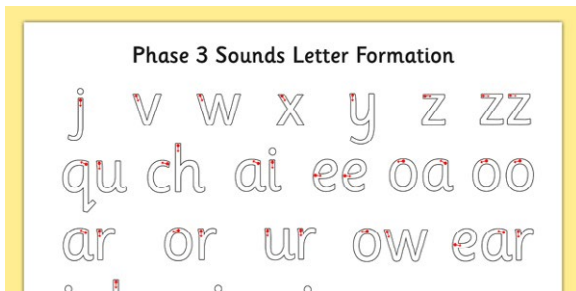 Phase 3 Sounds Letter Formation
j v w x y z zz
qu ch ai ee oa oo
ar or ur ow ear